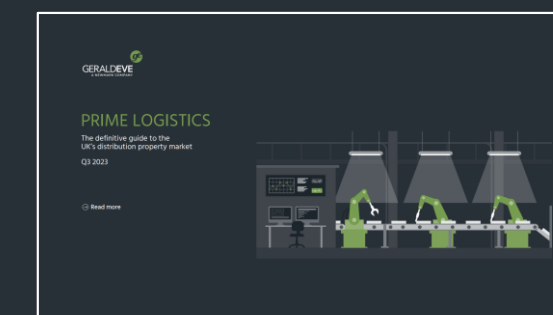 GERALDEVE
A NEWMARK COMPANY
PRIME LOGISTICS
The definitive guide to the
UK's distribution property market
Q3 2023
Read more